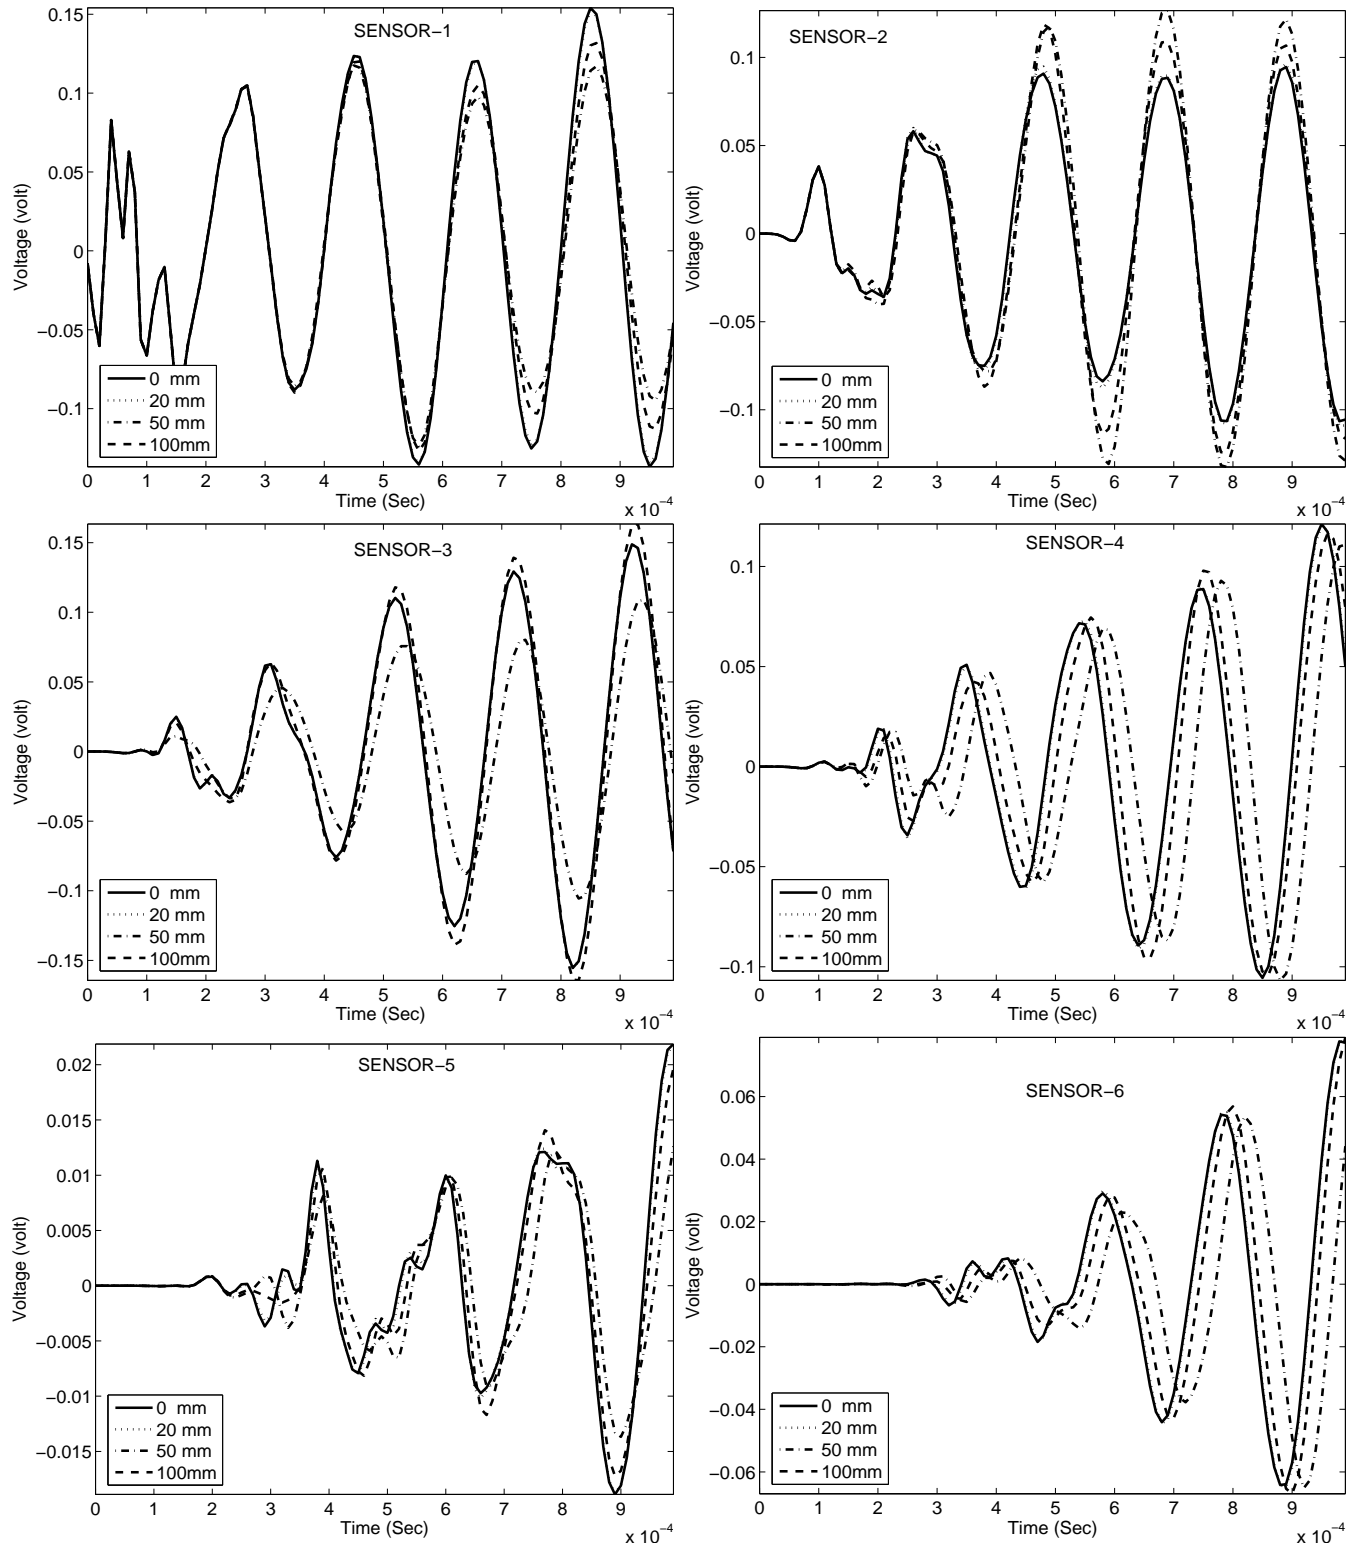 SENSOR−1
Voltage (volt)
0.15
0.1
0.05
0
−0.05
−0.1
0 mm
20 mm
50 mm
100mm
0 1 2 3 4 5 6 7 8 9
Time (Sec)
x 10−4
SENSOR−2
Voltage (volt)
0.1
0.05
0
−0.05
−0.1
0 mm
20 mm
50 mm
100mm
0 1 2 3 4 5 6 7 8 9
Time (Sec)
x 10−4
SENSOR−3
Voltage (volt)
0.15
0.1
0.05
0
−0.05
−0.1
−0.15
0 mm
20 mm
50 mm
100mm
0 1 2 3 4 5 6 7 8 9
Time (Sec)
x 10−4
SENSOR−4
Voltage (volt)
0.1
0.05
0
−0.05
−0.1
0 mm
20 mm
50 mm
100mm
0 1 2 3 4 5 6 7 8 9
Time (Sec)
x 10−4
SENSOR−5
Voltage (volt)
0.02
0.015
0.01
0.005
0
−0.005
−0.01
−0.015
0 mm
20 mm
50 mm
100mm
0 1 2 3 4 5 6 7 8 9
Time (Sec)
x 10−4
SENSOR−6
Voltage (volt)
0.06
0.04
0.02
0
−0.02
−0.04
−0.06
0 mm
20 mm
50 mm
100mm
0 1 2 3 4 5 6 7 8 9
Time (Sec)
x 10−4